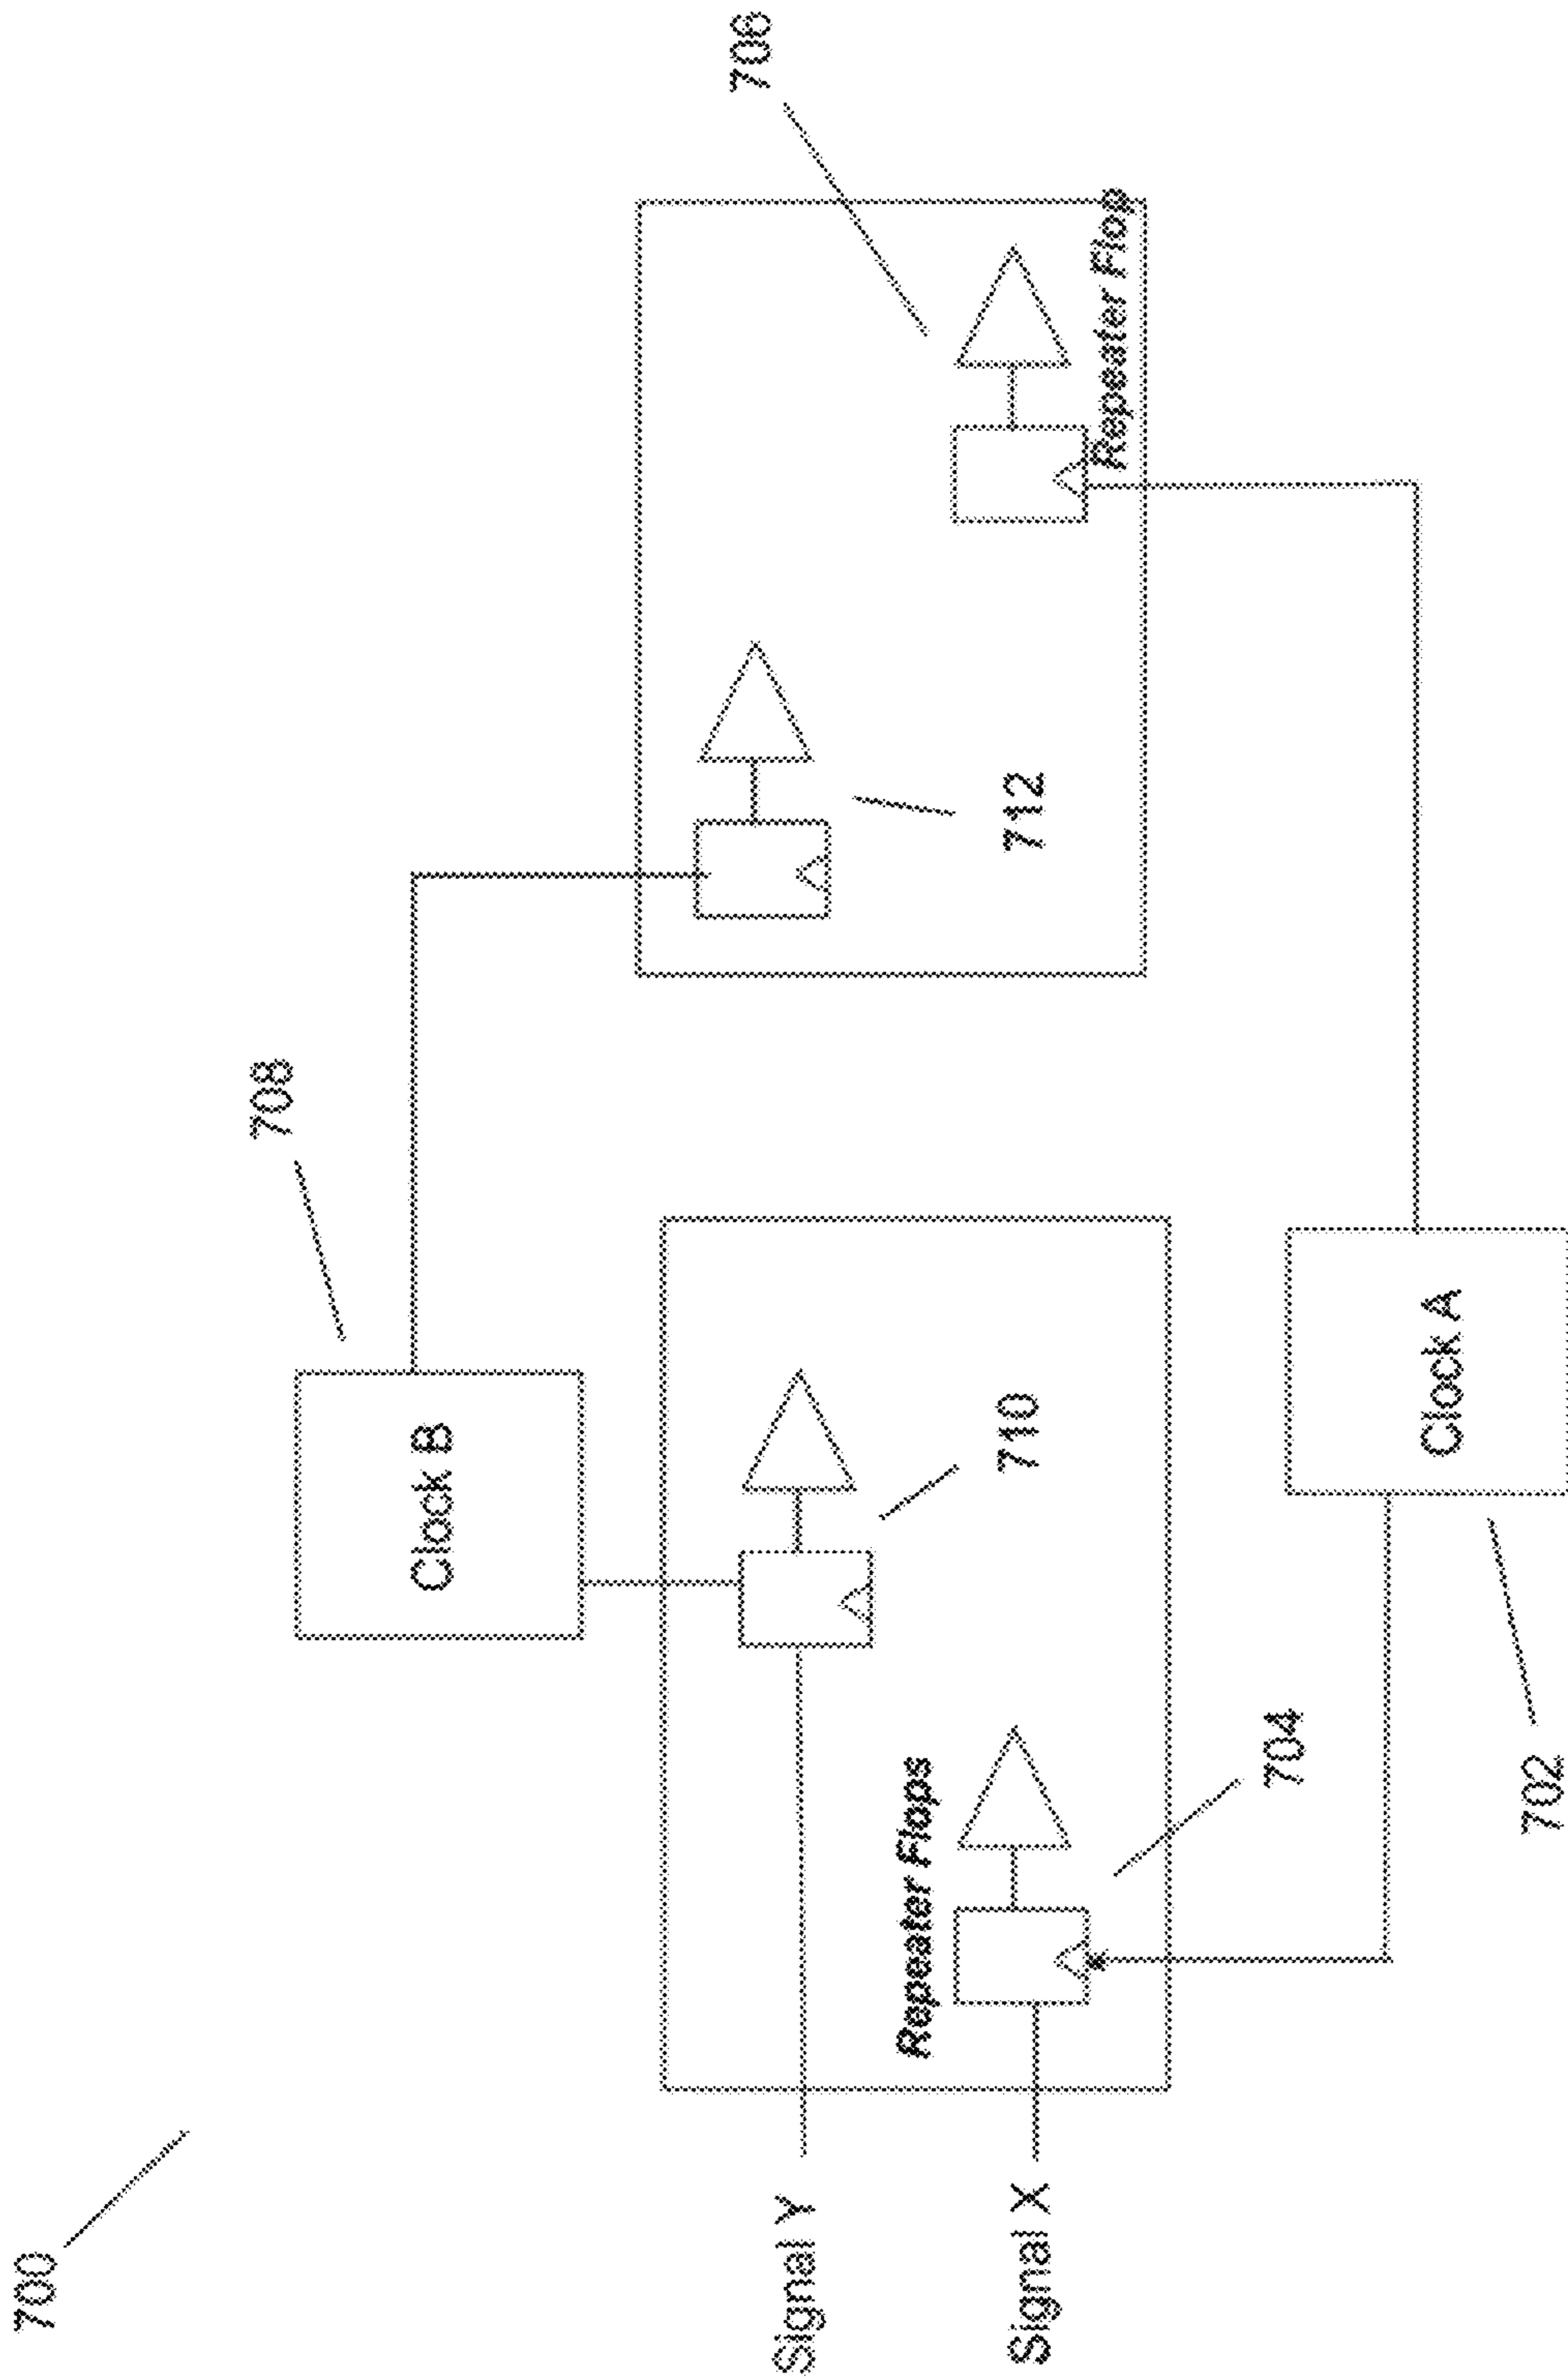 700
708
706
Clock B
712
Repeater Flop
710
Signal Y
Repeater Flops
Signal X
704
Clock A
702